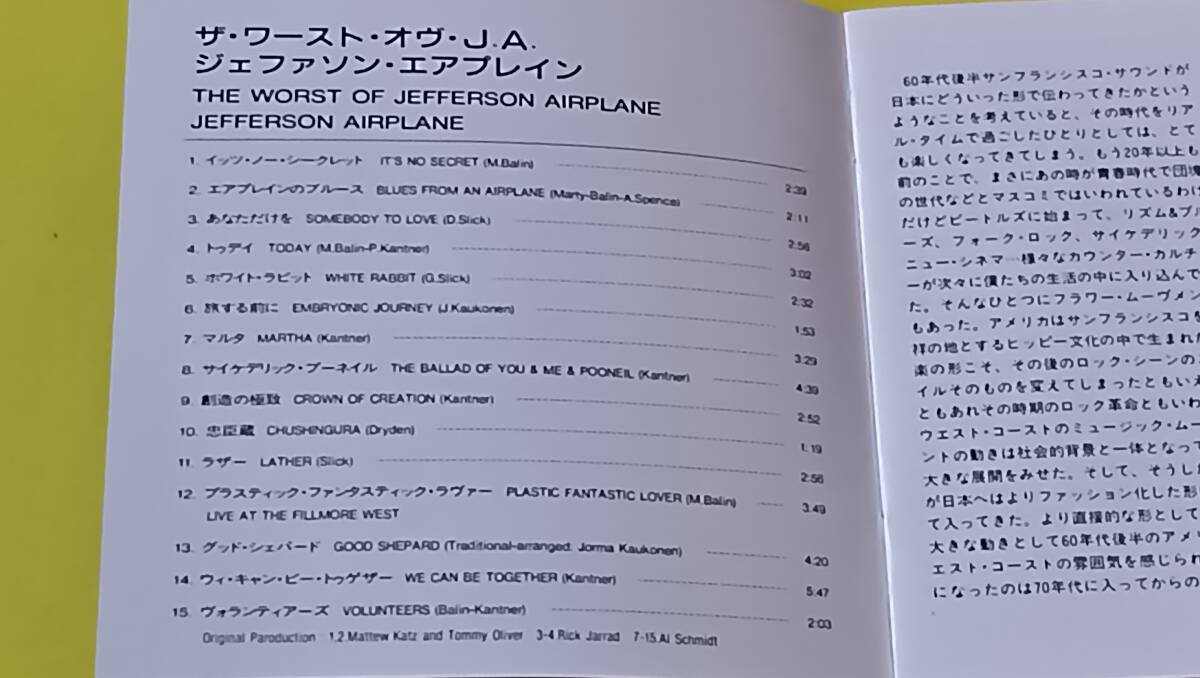 ザ・ワースト・オヴ・J.A.
ジェファソン・エアプレイン
THE WORST OF JEFFERSON AIRPLANE
JEFFERSON AIRPLANE
1. イッツ・ノー・シークレット IT'S NO SECRET (M.Balin) 2:39
2. エアプレインのブルース BLUES FROM AN AIRPLANE (Marty-Balin-A.Spence) 2:11
3. あなただけを SOMEBODY TO LOVE (D.Slick) 2:56
4. トゥデイ TODAY (M.Balin-P.Kantner) 3:02
5. ホワイト・ラビット WHITE RABBIT (G.Slick) 2:32
6. 旅する前に EMBRYONIC JOURNEY (J.Kaukonen) 1:53
7. マルタ MARTHA (Kantner) 3:29
8. サイケデリック・プーネイル THE BALLAD OF YOU & ME & POONEIL (Kantner) 4:39
9. 創造の極致 CROWN OF CREATION (Kantner) 2:52
10. 忠臣蔵 CHUSHINGURA (Dryden) 1:19
11. ラザー LATHER (Slick) 2:56
12. プラスティック・ファンタスティック・ラヴァー PLASTIC FANTASTIC LOVER (M.Balin) 3:49
LIVE AT THE FILLMORE WEST
13. グッド・シェパード GOOD SHEPARD (Traditional-arranged: Jorma Kaukonen) 4:20
14. ウィ・キャン・ビー・トゥゲザー WE CAN BE TOGETHER (Kantner) 5:47
15. ヴォランティアーズ VOLUNTEERS (Balin-Kantner) 2:03
Original Paroduction 1,2.Mattew Katz and Tommy Oliver 3-4.Rick Jarrad 7-15.Al Schmidt
60年代後半サンフランシスコ・サウンドが
日本にどういった形で伝わってきたかという
ようなことを考えていると、その時代をリア
ル・タイムで過ごしたひとりとしては、とて
も楽しくなってきてしまう。もう20年以上も
前のことで、まさにあの時が青春時代で団塊
の世代などとマスコミではいわれているわけ
だけどビートルズに始まって、リズム&ブル
ーズ、フォーク・ロック、サイケデリック
ニュー・シネマ…様々なカウンター・カルチ
ーが次々に僕たちの生活の中に入り込んで
た。そんなひとつにフラワー・ムーヴメン
もあった。アメリカはサンフランシスコを
祥の地とするヒッピー文化の中で生まれた
楽の形こそ、その後のロック・シーンのス
イルそのものを変えてしまったともいえ
ともあれその時期のロック革命ともいわ
ウエスト・コーストのミュージック・ムー
ントの動きは社会的背景と一体となって
大きな展開をみせた。そして、そうした
が日本へはよりファッション化した形
て入ってきた。より直接的な形として
大きな動きとして60年代後半のアメ
エスト・コーストの雰囲気を感じられ
になったのは70年代に入ってからの